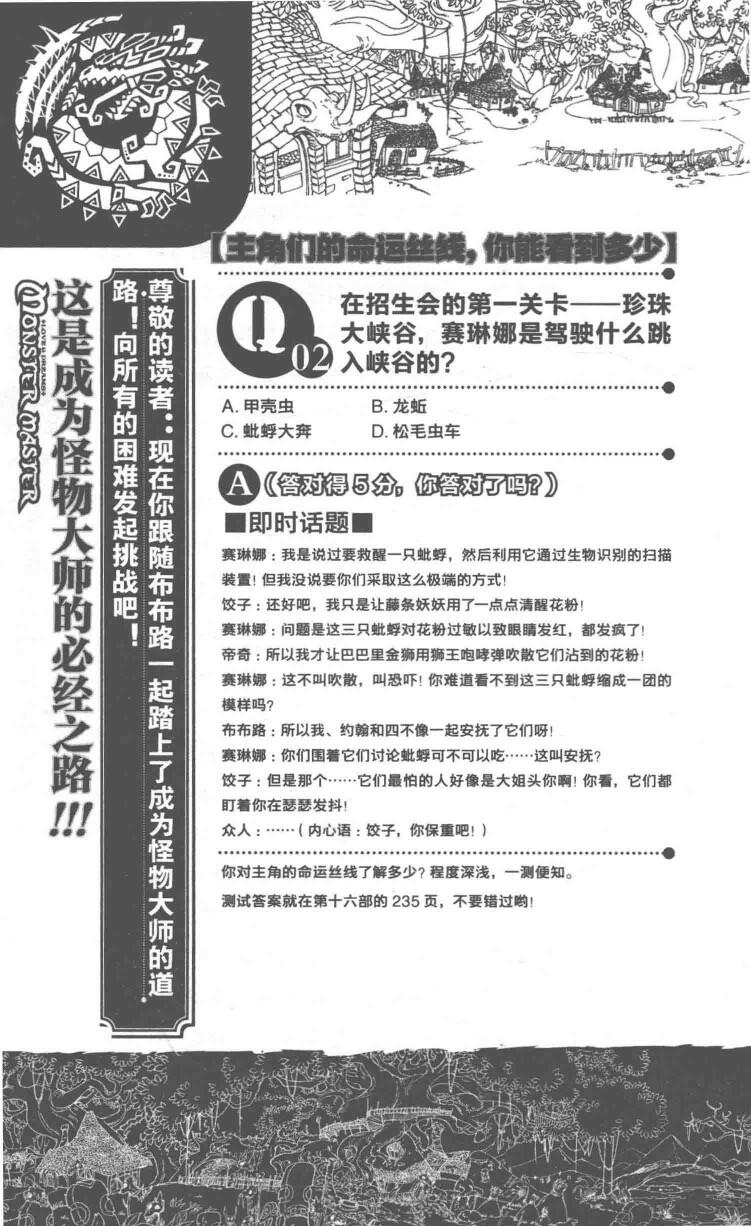 【主角们的命运丝线，你能看到多少】
Q02
在招生会的第一关卡——珍珠
大峡谷，赛琳娜是驾驶什么跳
入峡谷的？
A. 甲壳虫 B. 龙蚯
C. 蚍蜉大奔 D. 松毛虫车
A（答对得5分，你答对了吗？）
■即时话题■
赛琳娜：我是说过要救醒一只蚍蜉，然后利用它通过生物识别的扫描
装置！但我没说要你们采取这么极端的方式！
饺子：还好吧，我只是让藤条妖妖用了一点点清醒花粉！
赛琳娜：问题是这三只蚍蜉对花粉过敏以致眼睛发红，都发疯了！
帝奇：所以我才让巴巴里金狮用狮王咆哮弹吹散它们沾到的花粉！
赛琳娜：这不叫吹散，叫恐吓！你难道看不到这三只蚍蜉缩成一团的
模样吗？
布布路：所以我、约翰和四不像一起安抚了它们呀！
赛琳娜：你们围着它们讨论蚍蜉可不可以吃……这叫安抚？
饺子：但是那个……它们最怕的人好像是大姐头你啊！你看，它们都
盯着你在瑟瑟发抖！
众人：……（内心语：饺子，你保重吧！）
你对主角的命运丝线了解多少？程度深浅，一测便知。
测试答案就在第十六部的235页，不要错过哟！
尊敬的读者：现在你跟随布布路一起踏上了成为怪物大师的道
路！向所有的困难发起挑战吧！
这是成为怪物大师的必经之路!!!
LOVE & DREAMS
MONSTER MASTER